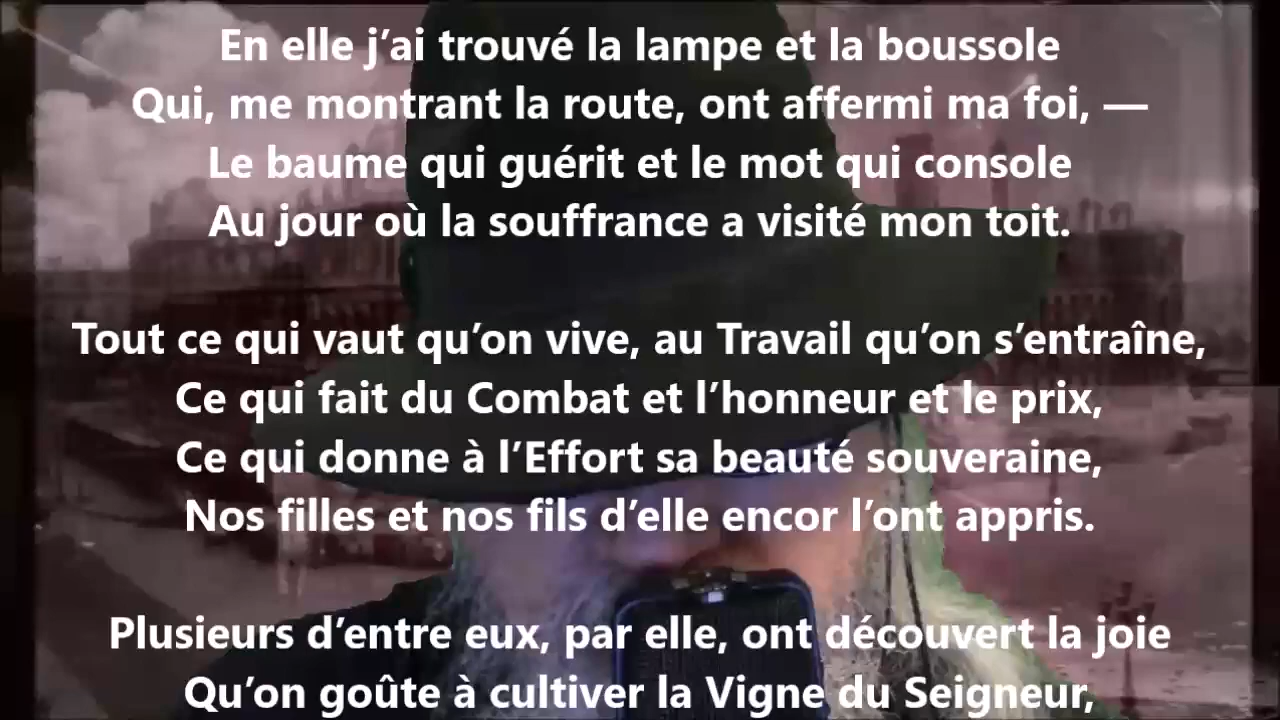 En elle j’ai trouvé la lampe et la boussole
Qui, me montrant la route, ont affermi ma foi, —
Le baume qui guérit et le mot qui console
Au jour où la souffrance a visité mon toit.
Tout ce qui vaut qu’on vive, au Travail qu’on s’entraîne,
Ce qui fait du Combat et l’honneur et le prix,
Ce qui donne à l’Effort sa beauté souveraine,
Nos filles et nos fils d’elle encor l’ont appris.
Plusieurs d’entre eux, par elle, ont découvert la joie
Qu’on goûte à cultiver la Vigne du Seigneur,